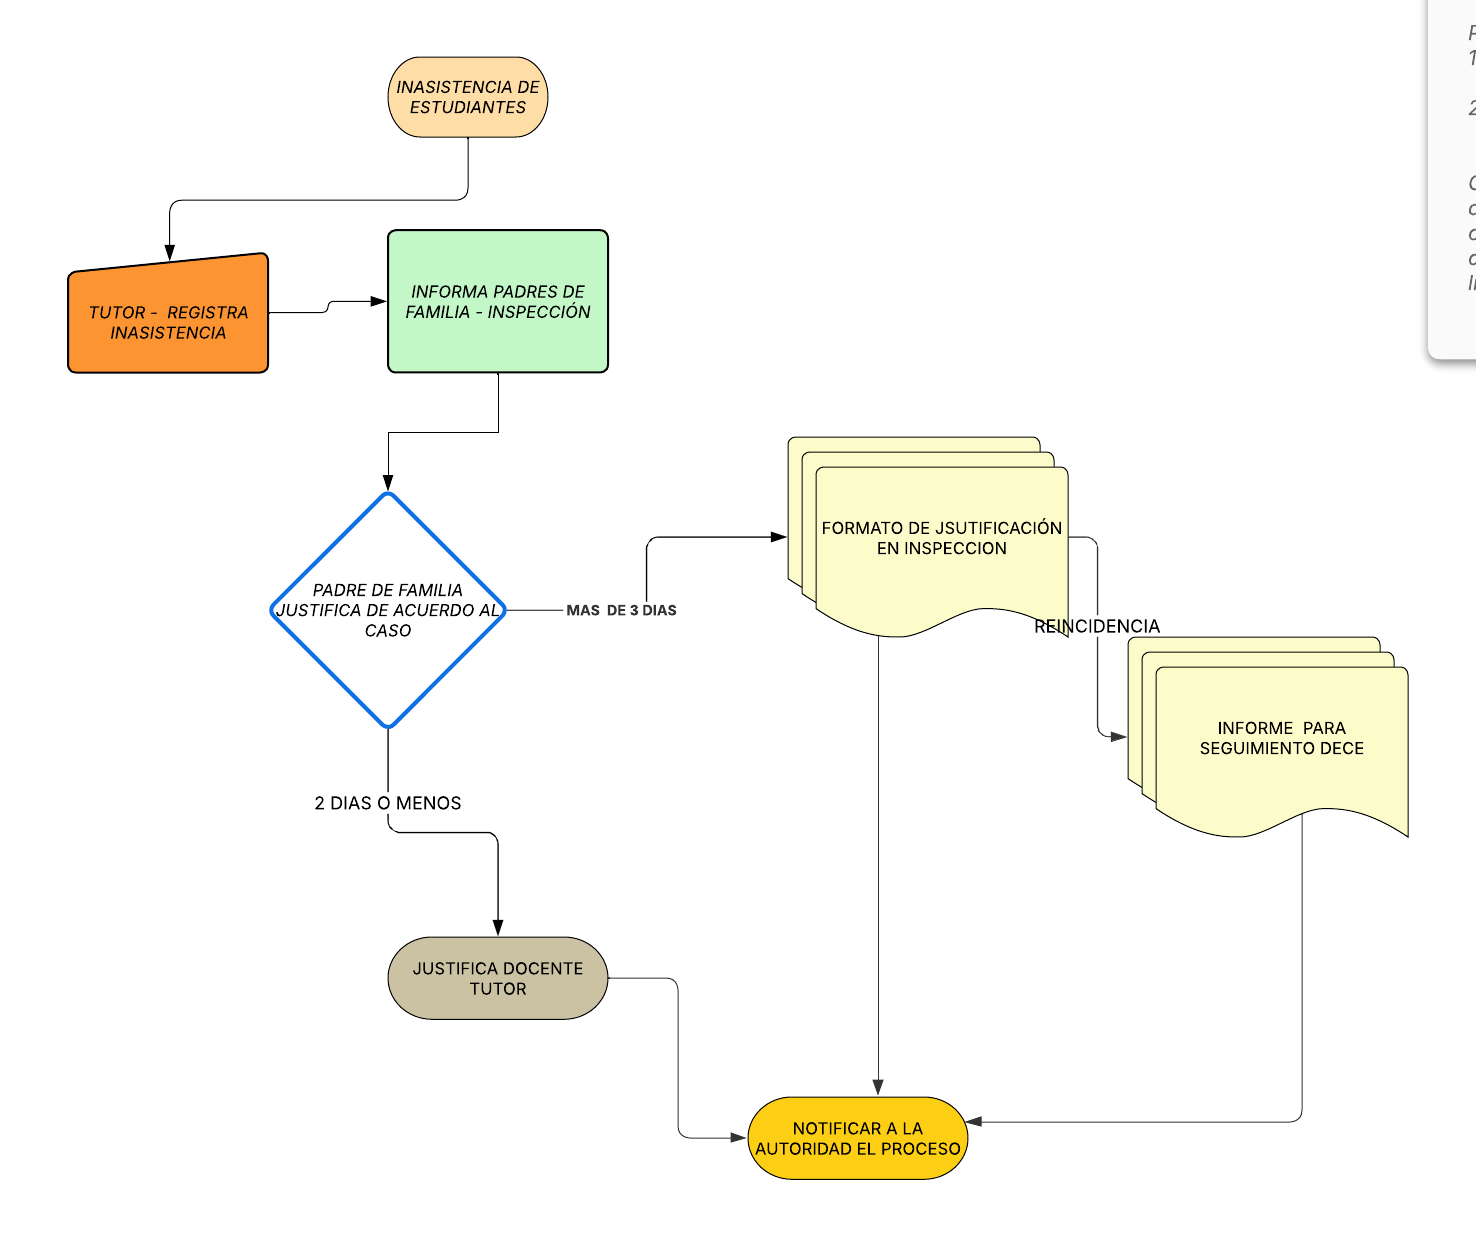 INASISTENCIA DE
ESTUDIANTES
TUTOR - REGISTRA
INASISTENCIA
INFORMA PADRES DE
FAMILIA - INSPECCIÓN
PADRE DE FAMILIA
JUSTIFICA DE ACUERDO AL
CASO
MAS DE 3 DIAS
FORMATO DE JSUTIFICACIÓN
EN INSPECCION
REINCIDENCIA
INFORME PARA
SEGUIMIENTO DECE
2 DIAS O MENOS
JUSTIFICA DOCENTE
TUTOR
NOTIFICAR A LA
AUTORIDAD EL PROCESO